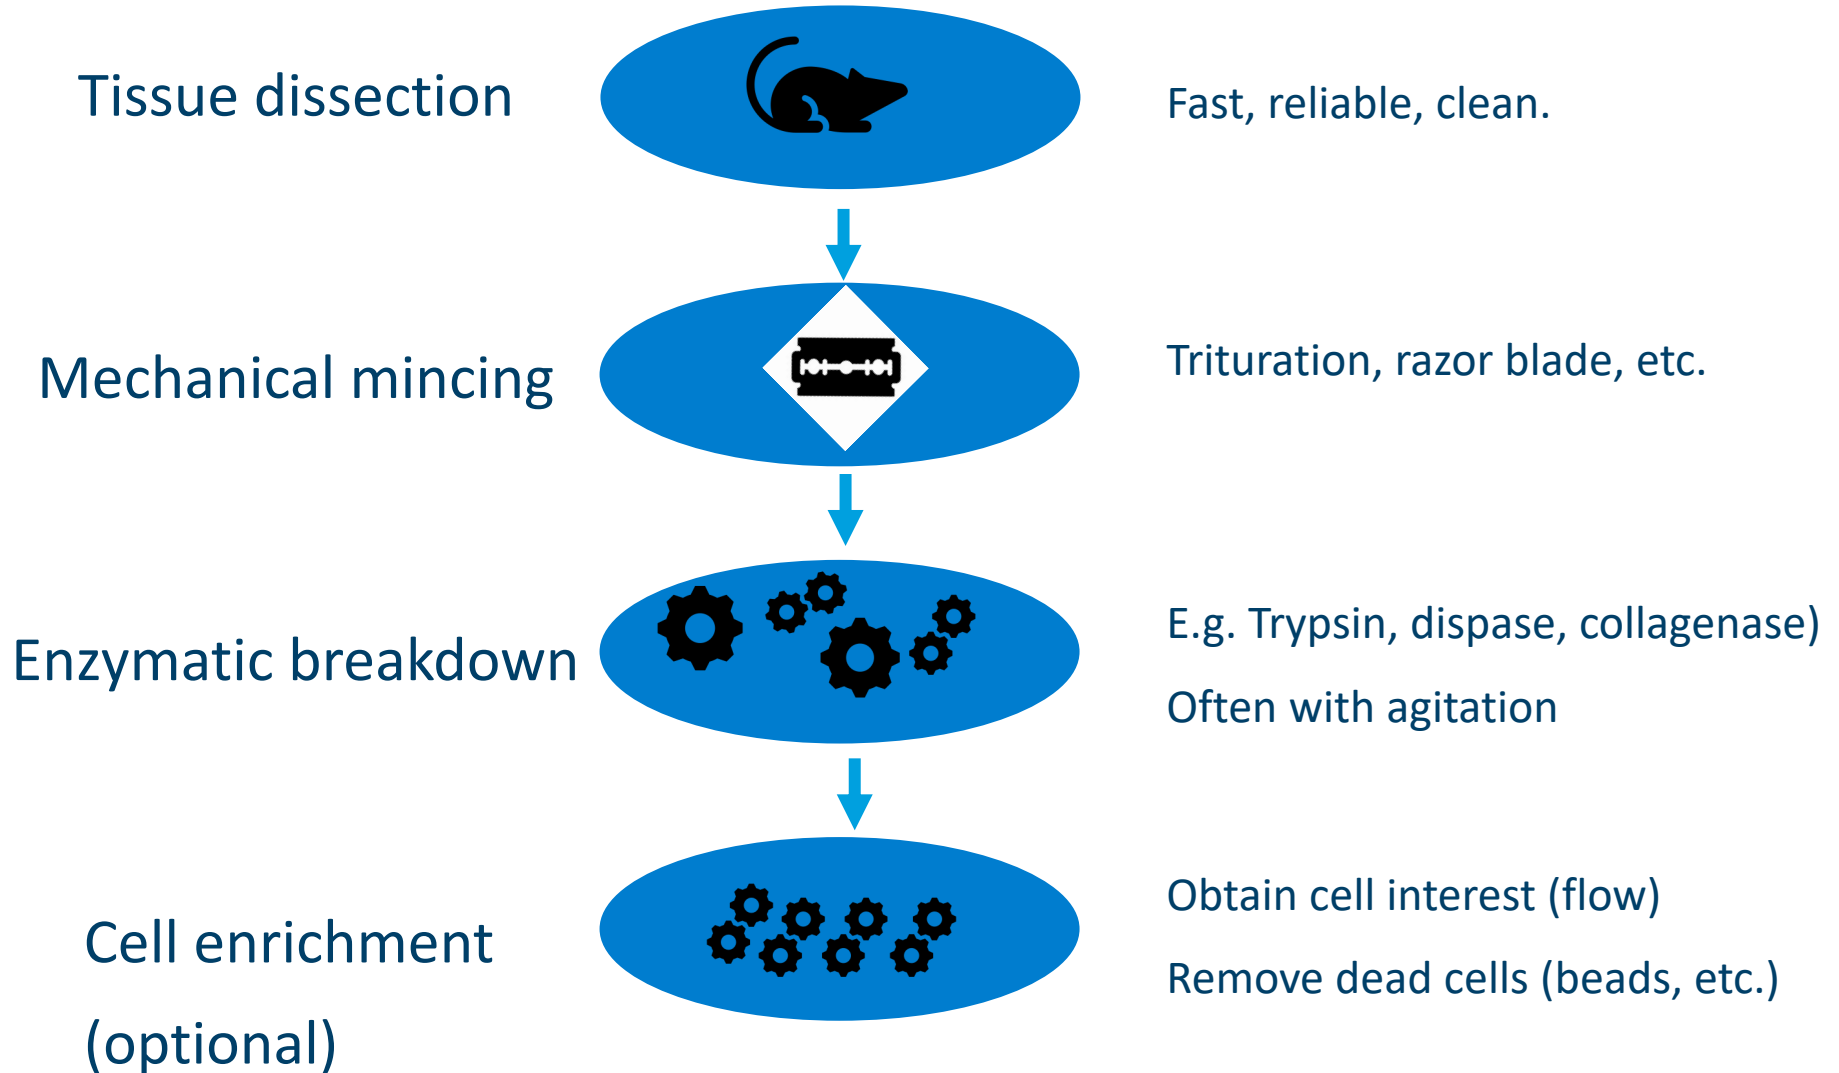 Tissue dissection
Fast, reliable, clean.
Mechanical mincing
Trituration, razor blade, etc.
Enzymatic breakdown
E.g. Trypsin, dispase, collagenase)
Often with agitation
Cell enrichment
(optional)
Obtain cell interest (flow)
Remove dead cells (beads, etc.)